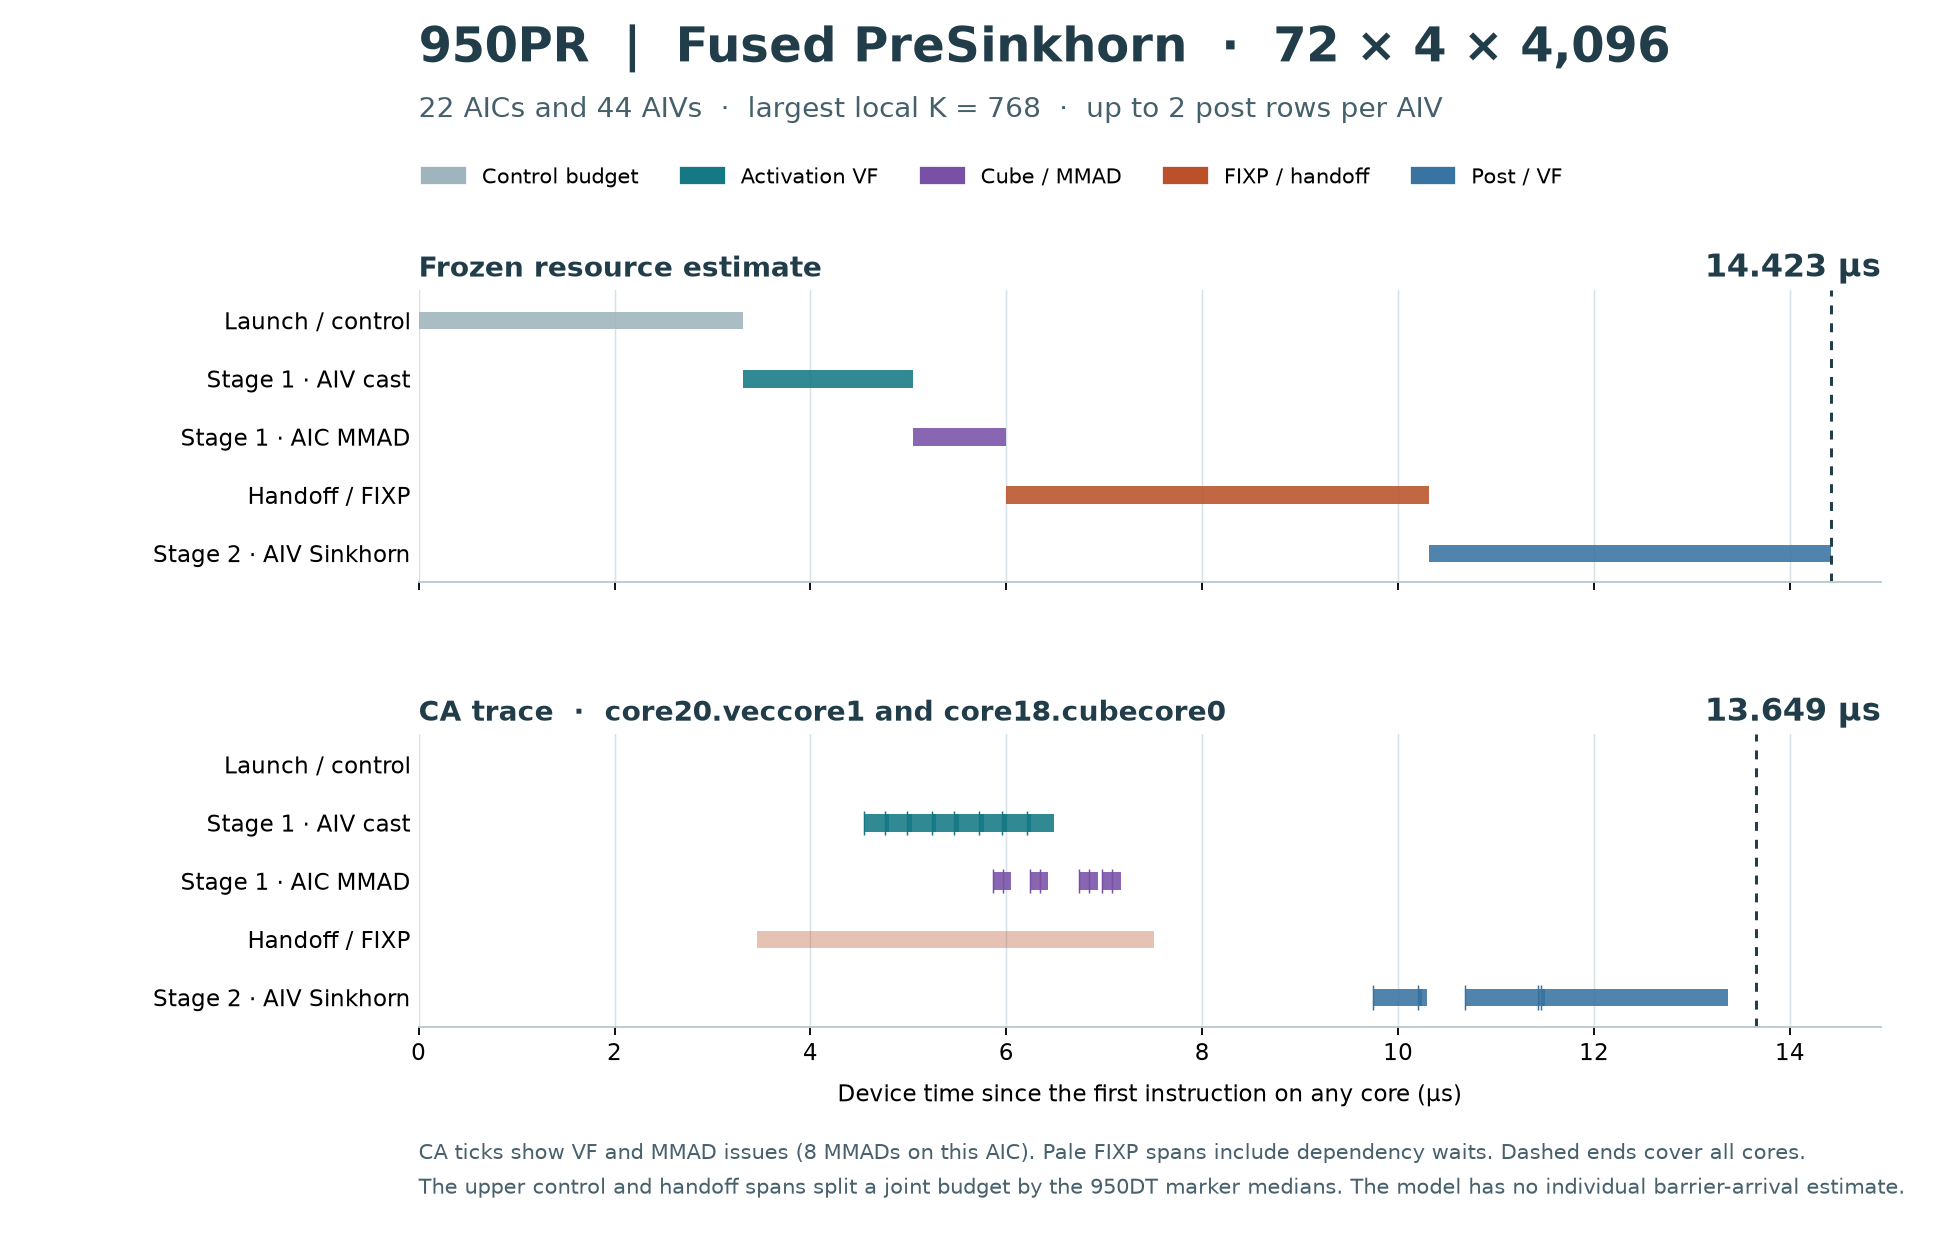 950PR | Fused PreSinkhorn · 72 × 4 × 4,096
22 AICs and 44 AIVs · largest local K = 768 · up to 2 post rows per AIV
Control budget Activation VF Cube / MMAD FIXP / handoff Post / VF
Frozen resource estimate 14.423 µs
Launch / control
Stage 1 · AIV cast
Stage 1 · AIC MMAD
Handoff / FIXP
Stage 2 · AIV Sinkhorn
CA trace · core20.veccore1 and core18.cubecore0 13.649 µs
Launch / control
Stage 1 · AIV cast
Stage 1 · AIC MMAD
Handoff / FIXP
Stage 2 · AIV Sinkhorn
0 2 4 6 8 10 12 14
Device time since the first instruction on any core (µs)
CA ticks show VF and MMAD issues (8 MMADs on this AIC). Pale FIXP spans include dependency waits. Dashed ends cover all cores.
The upper control and handoff spans split a joint budget by the 950DT marker medians. The model has no individual barrier-arrival estimate.